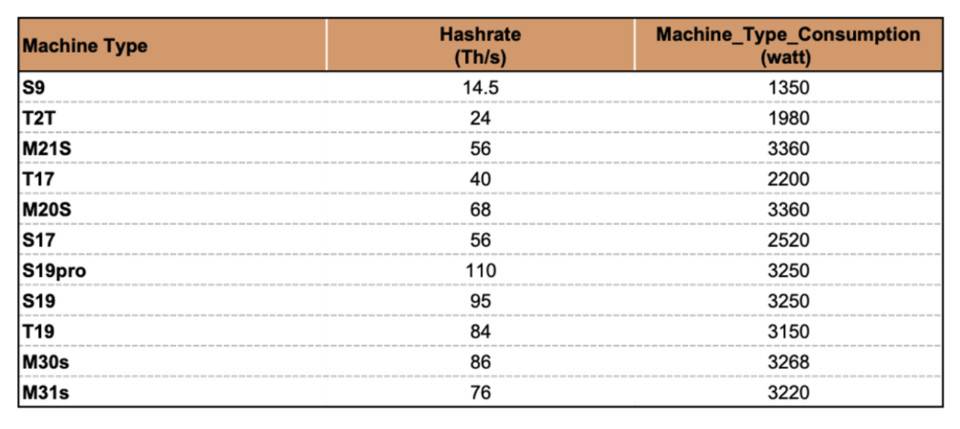 Machine Type Hashrate (Th/s) Machine_Type_Consumption (watt)
S9 14.5 1350
T2T 24 1980
M21S 56 3360
T17 40 2200
M20S 68 3360
S17 56 2520
S19pro 110 3250
S19 95 3250
T19 84 3150
M30s 86 3268
M31s 76 3220